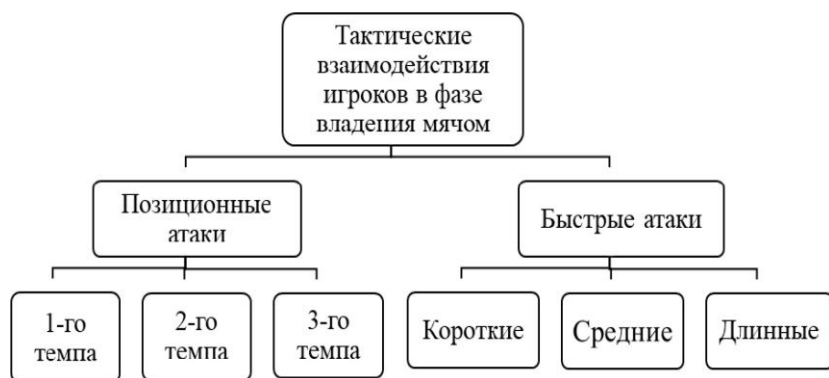 Тактические
взаимодействия
игроков в фазе
владения мячом
Позиционные
атаки
Быстрые атаки
1-го
темпа
2-го
темпа
3-го
темпа
Короткие
Средние
Длинные